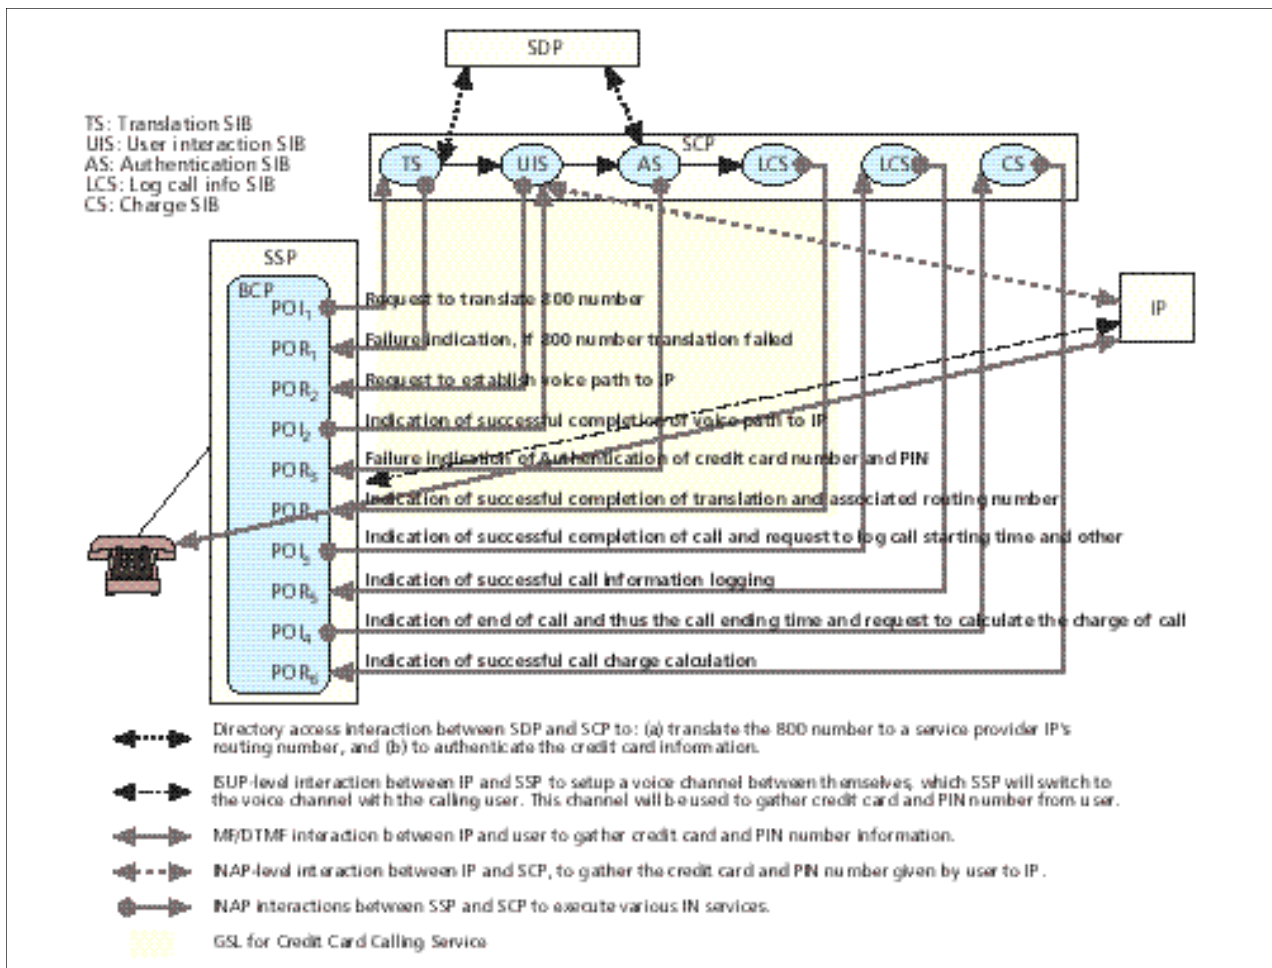 SDP
TS: Translation SIB
UIS: User interaction SIB
AS: Authentication SIB
LCS: Log call info SIB
CS: Charge SIB
SCP
TS
UIS
AS
LCS
LCS
CS
SSP
BCP
IP
POI1
Request to translate 800 number
POR1
Failure indication, if 800 number translation failed
POR2
Request to establish voice path to IP
POI2
Indication of successful completion of voice path to IP
POR3
Failure indication of Authentication of credit card number and PIN
POR4
Indication of successful completion of translation and associated routing number
POI3
Indication of successful completion of call and request to log call starting time and other
POR5
Indication of successful call information logging
POI4
Indication of end of call and thus the call ending time and request to calculate the charge of call
POR6
Indication of successful call charge calculation
Directory access interaction between SDP and SCP to: (a) translate the 800 number to a service provider IP's
routing number, and (b) to authenticate the credit card information.
ISUP-level interaction between IP and SSP to setup a voice channel between themselves, which SSP will switch to
the voice channel with the calling user. This channel will be used to gather credit card and PIN number from user.
MF/DTMF interaction between IP and user to gather credit card and PIN number information.
INAP-level interaction between IP and SCP, to gather the credit card and PIN number given by user to IP.
INAP interactions between SSP and SCP to execute various IN services.
GSL for Credit Card Calling Service